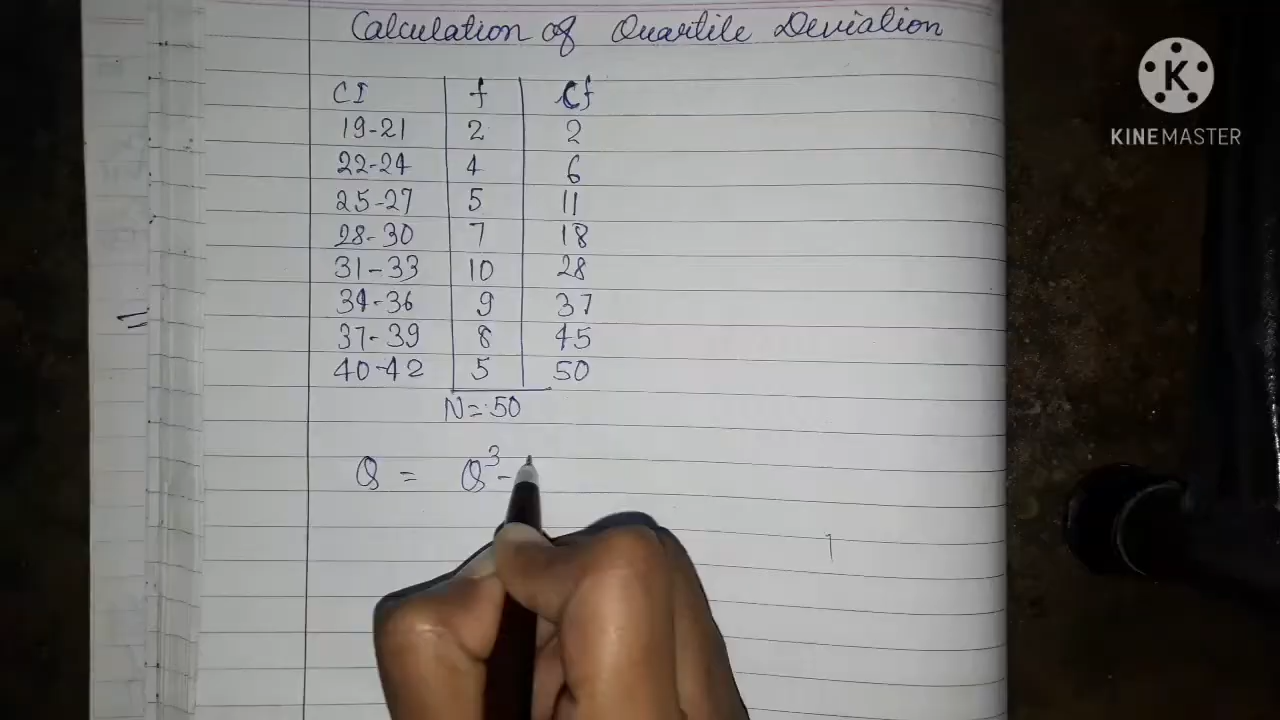 Calculation of Quartile Deviation
CI f Cf
19-21 2 2
22-24 4 6
25-27 5 11
28-30 7 18
31-33 10 28
34-36 9 37
37-39 8 45
40-42 5 50
N=50
Q = Q³-
K
KINEMASTER